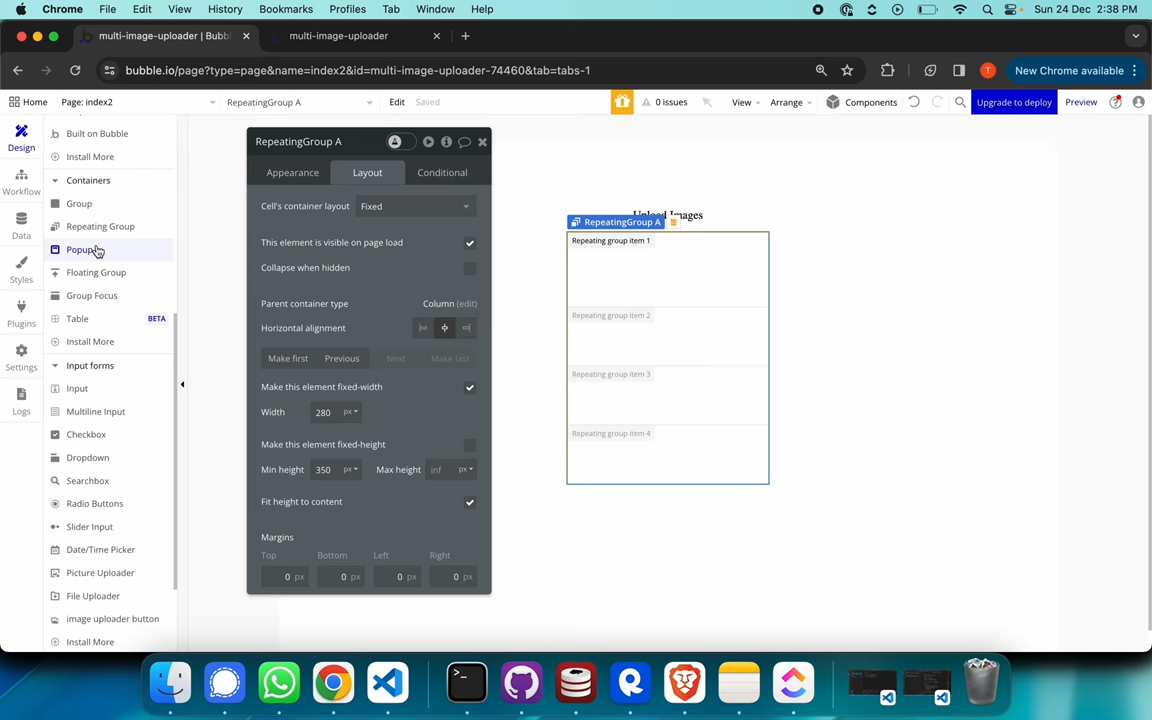 Chrome File Edit View History Bookmarks Profiles Tab Window Help Sun 24 Dec 2:38 PM
multi-image-uploader | Bubbl multi-image-uploader
bubble.io/page?type=page&name=index2&id=multi-image-uploader-74460&tab=tabs-1 T New Chrome available
Home Page: index2 RepeatingGroup A Edit Saved 0 issues View Arrange Components Upgrade to deploy Preview
Design
Workflow
Data
Styles
Plugins
Settings
Logs
Built on Bubble
Install More
Containers
Group
Repeating Group
Popup
Floating Group
Group Focus
Table BETA
Install More
Input forms
Input
Multiline Input
Checkbox
Dropdown
Searchbox
Radio Buttons
Slider Input
Date/Time Picker
Picture Uploader
File Uploader
image uploader button
Install More
RepeatingGroup A
Appearance Layout Conditional
Cell's container layout Fixed
This element is visible on page load
Collapse when hidden
Parent container type Column (edit)
Horizontal alignment
Make first Previous Next Make last
Make this element fixed-width
Width 280 px
Make this element fixed-height
Min height 350 px Max height inf px
Fit height to content
Margins
Top Bottom Left Right
0 px 0 px 0 px 0 px
Upload Images
RepeatingGroup A
Repeating group item 1
Repeating group item 2
Repeating group item 3
Repeating group item 4